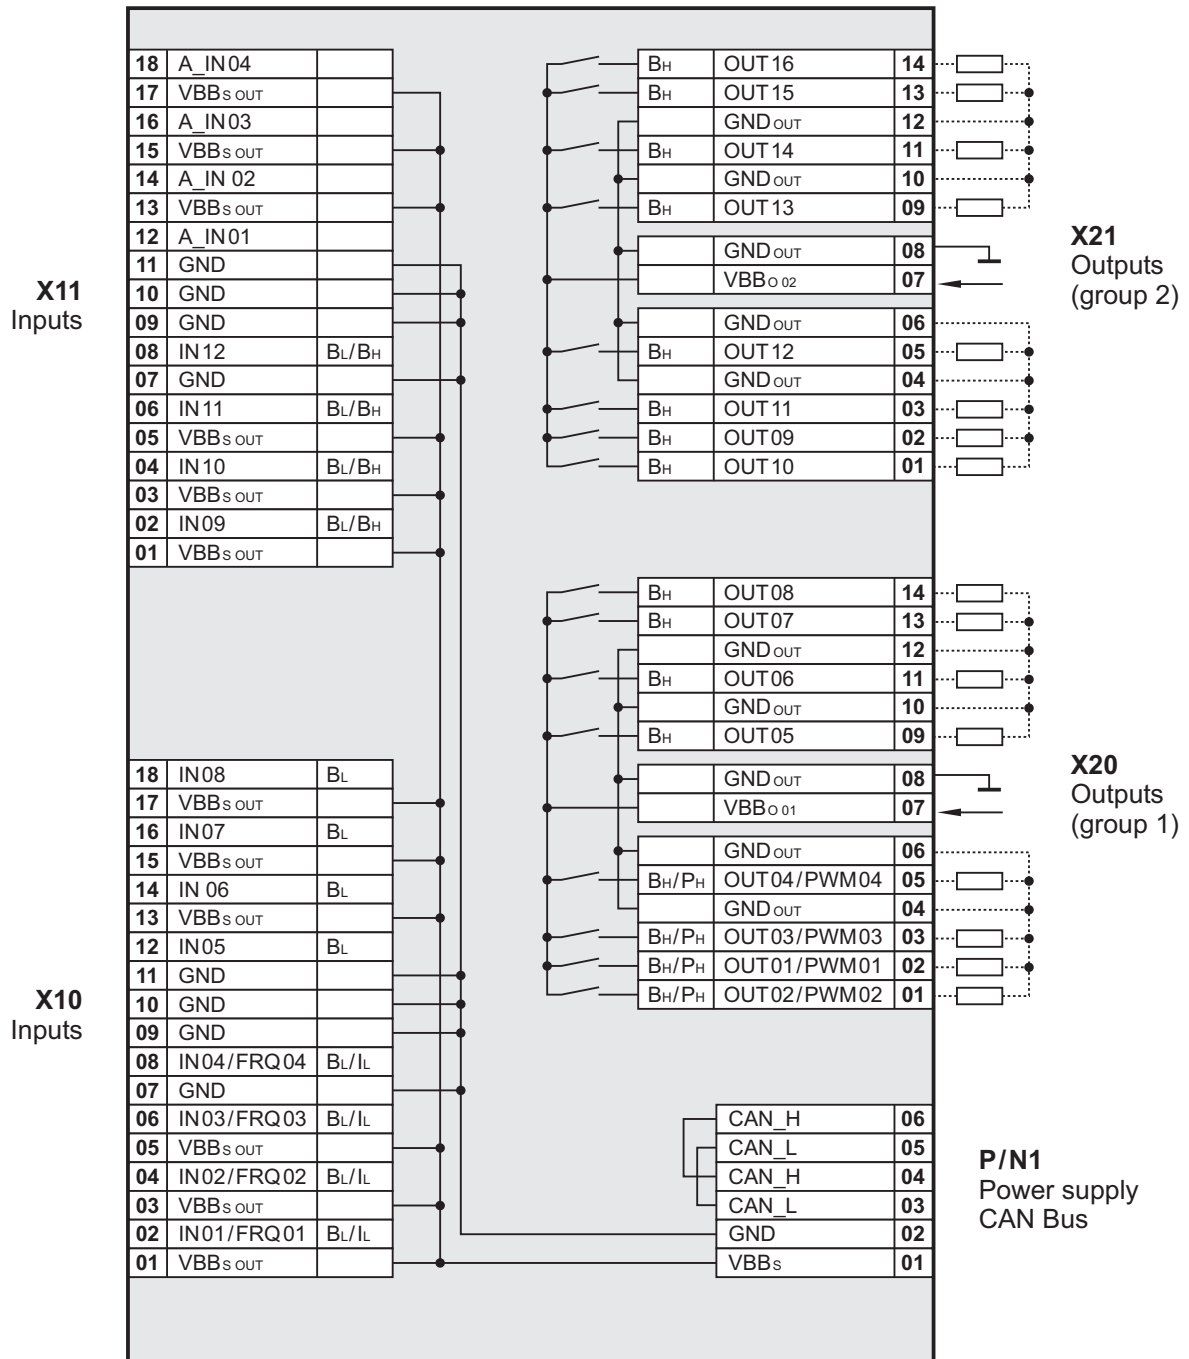 X11
Inputs
18 A_IN04
17 VBBS OUT
16 A_IN03
15 VBBS OUT
14 A_IN 02
13 VBBS OUT
12 A_IN01
11 GND
10 GND
09 GND
08 IN12 BL/BH
07 GND
06 IN11 BL/BH
05 VBBS OUT
04 IN10 BL/BH
03 VBBS OUT
02 IN09 BL/BH
01 VBBS OUT
X10
Inputs
18 IN08 BL
17 VBBS OUT
16 IN07 BL
15 VBBS OUT
14 IN 06 BL
13 VBBS OUT
12 IN05 BL
11 GND
10 GND
09 GND
08 IN04/FRQ04 BL/IL
07 GND
06 IN03/FRQ03 BL/IL
05 VBBS OUT
04 IN02/FRQ02 BL/IL
03 VBBS OUT
02 IN01/FRQ01 BL/IL
01 VBBS OUT
BH OUT16 14
BH OUT15 13
GND OUT 12
BH OUT14 11
GND OUT 10
BH OUT13 09
GND OUT 08
VBBO 02 07
GND OUT 06
BH OUT12 05
GND OUT 04
BH OUT11 03
BH OUT09 02
BH OUT10 01
X21
Outputs
(group 2)
BH OUT08 14
BH OUT07 13
GND OUT 12
BH OUT06 11
GND OUT 10
BH OUT05 09
GND OUT 08
VBBO 01 07
GND OUT 06
BH/PH OUT04/PWM04 05
GND OUT 04
BH/PH OUT03/PWM03 03
BH/PH OUT01/PWM01 02
BH/PH OUT02/PWM02 01
X20
Outputs
(group 1)
CAN_H 06
CAN_L 05
CAN_H 04
CAN_L 03
GND 02
VBBS 01
P/N1
Power supply
CAN Bus